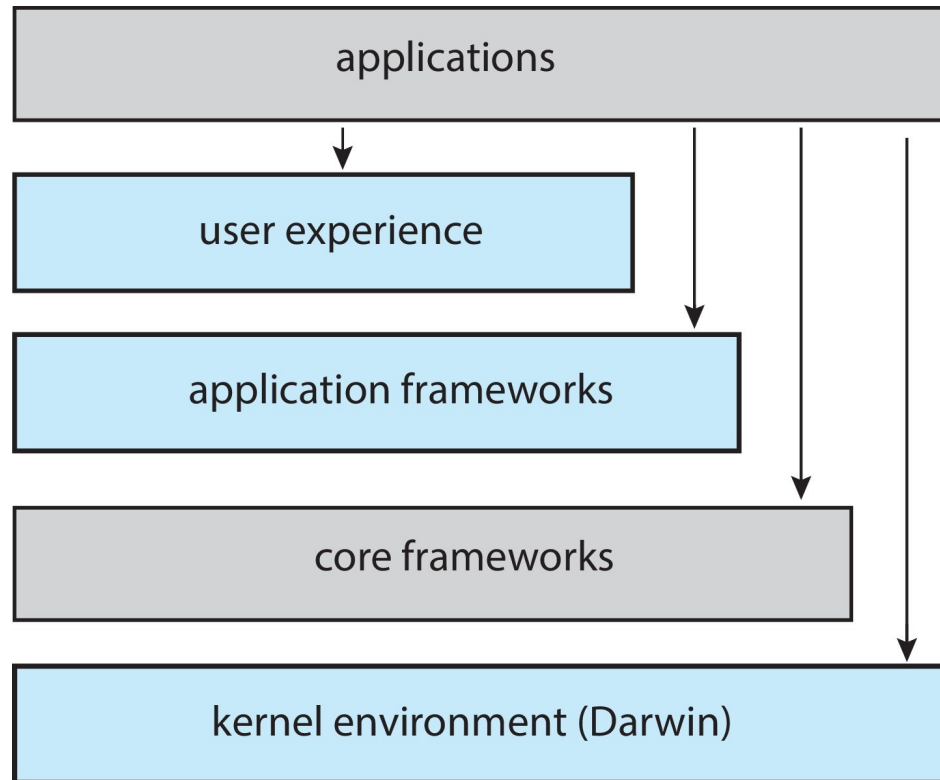 applications
user experience
application frameworks
core frameworks
kernel environment (Darwin)